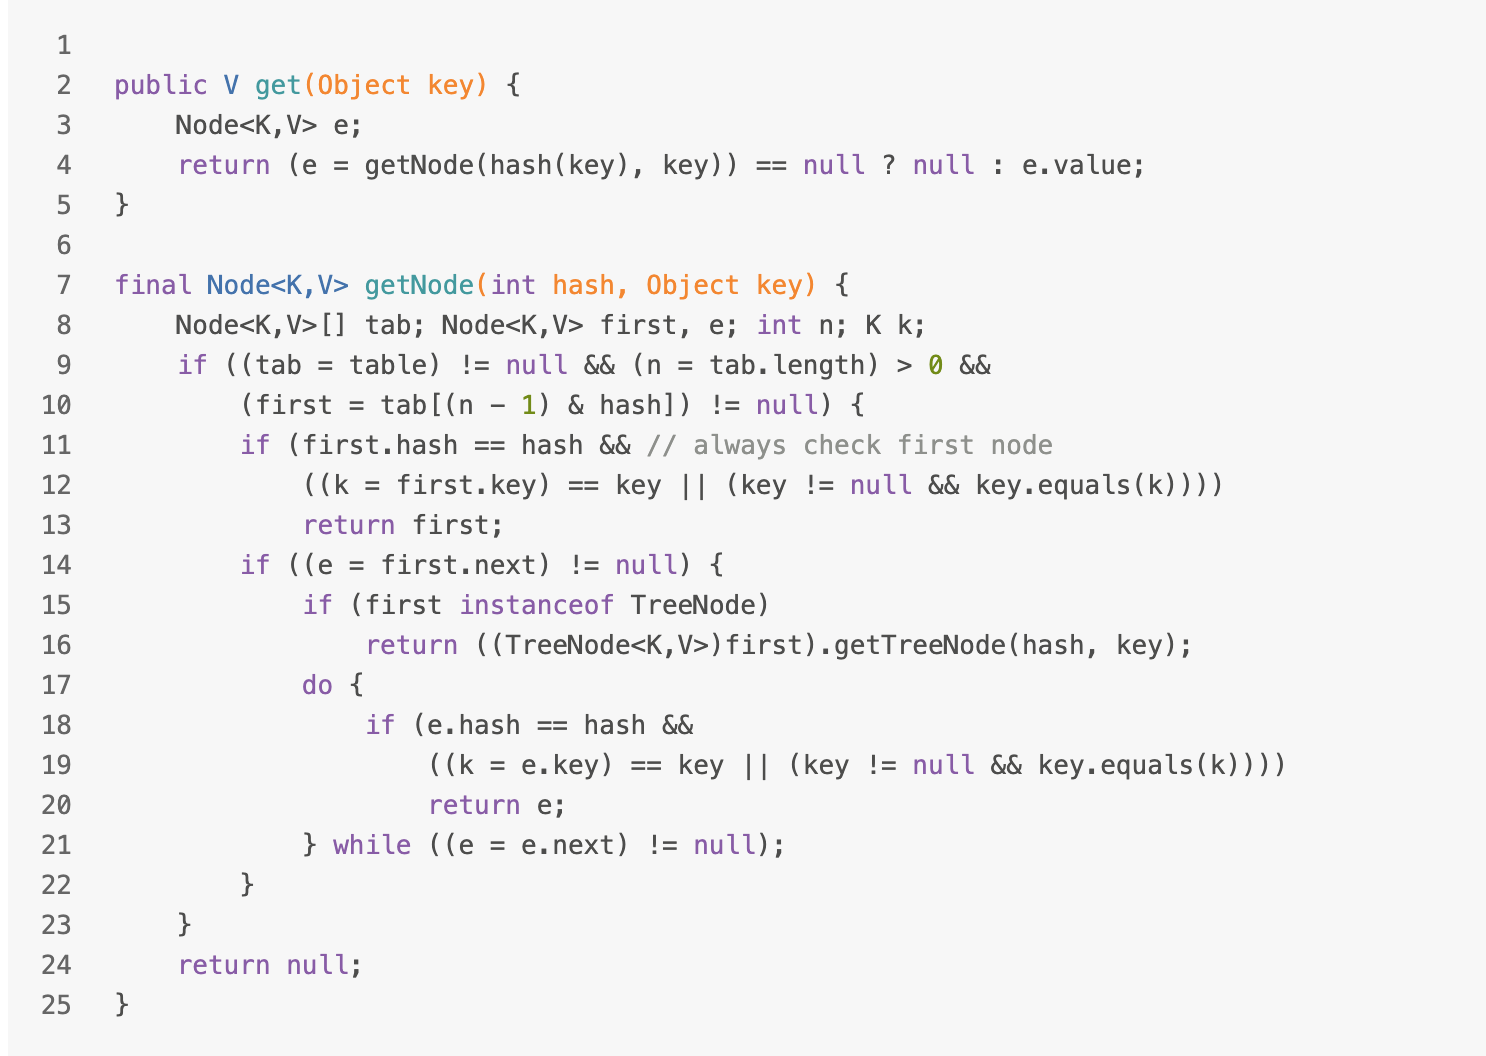 1
2 public V get(Object key) {
3     Node<K,V> e;
4     return (e = getNode(hash(key), key)) == null ? null : e.value;
5 }
6
7 final Node<K,V> getNode(int hash, Object key) {
8     Node<K,V>[] tab; Node<K,V> first, e; int n; K k;
9     if ((tab = table) != null && (n = tab.length) > 0 &&
10         (first = tab[(n - 1) & hash]) != null) {
11         if (first.hash == hash && // always check first node
12             ((k = first.key) == key || (key != null && key.equals(k))))
13             return first;
14         if ((e = first.next) != null) {
15             if (first instanceof TreeNode)
16                 return ((TreeNode<K,V>)first).getTreeNode(hash, key);
17             do {
18                 if (e.hash == hash &&
19                     ((k = e.key) == key || (key != null && key.equals(k))))
20                     return e;
21             } while ((e = e.next) != null);
22         }
23     }
24     return null;
25 }